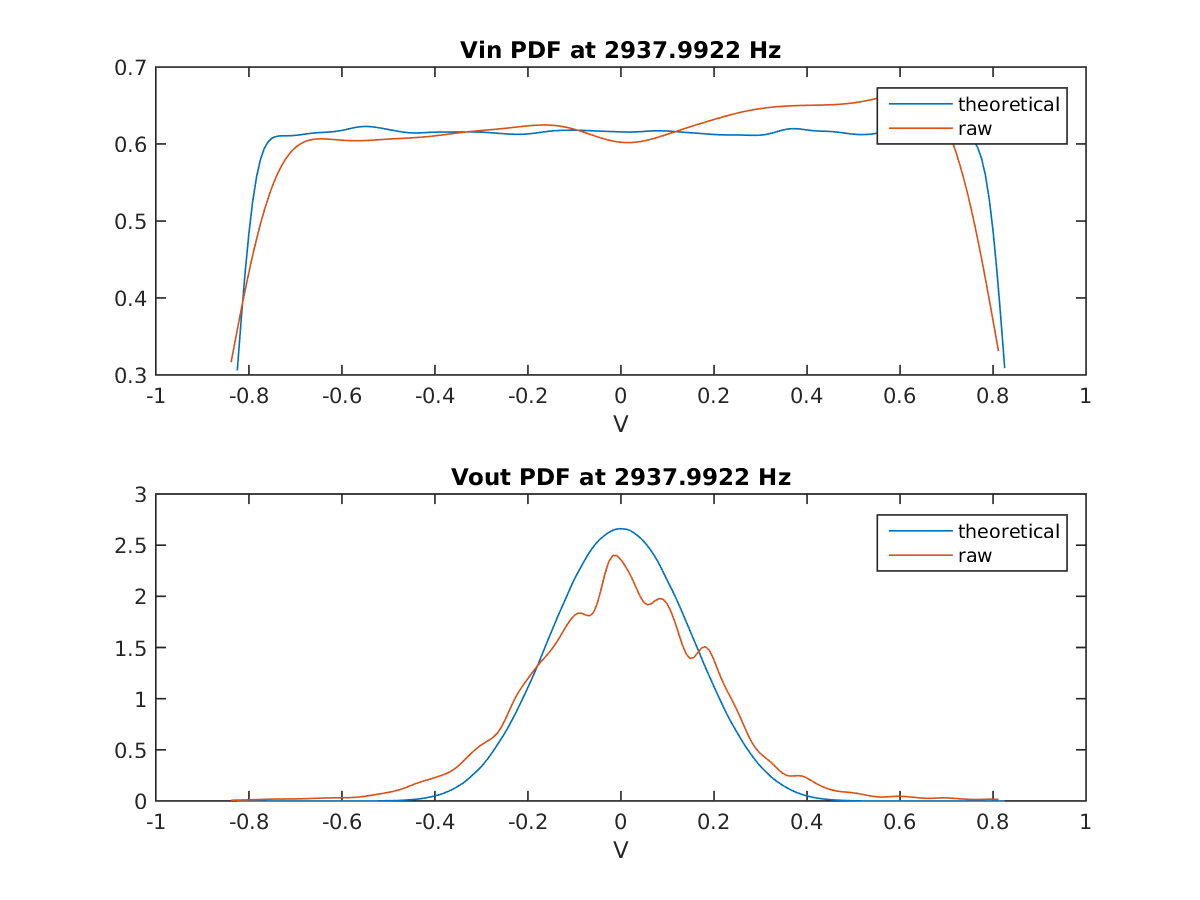 Vin PDF at 2937.9922 Hz
0.7
0.6
0.5
0.4
0.3
theoretical
raw
-1 -0.8 -0.6 -0.4 -0.2 0 0.2 0.4 0.6 0.8 1
V
Vout PDF at 2937.9922 Hz
3
2.5
2
1.5
1
0.5
0
theoretical
raw
-1 -0.8 -0.6 -0.4 -0.2 0 0.2 0.4 0.6 0.8 1
V